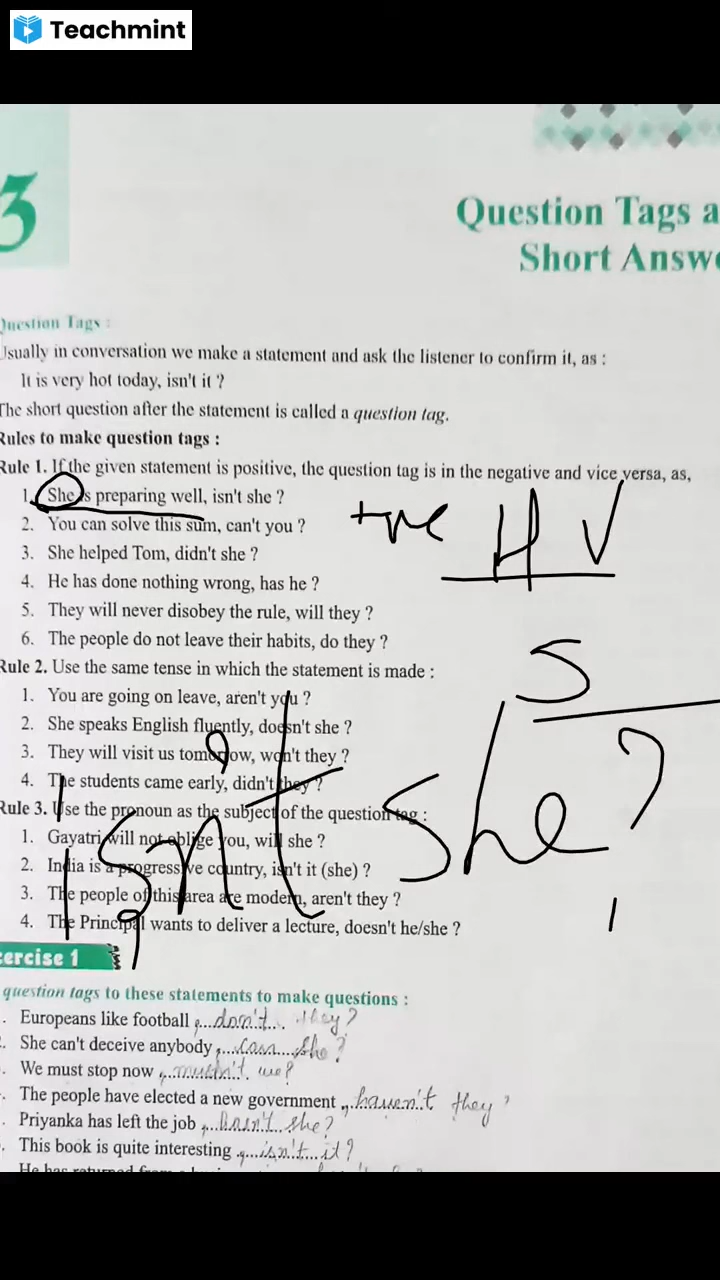 Teachmint
3
Question Tags a
Short Answe
Question Tags :
Usually in conversation we make a statement and ask the listener to confirm it, as :
It is very hot today, isn't it ?
The short question after the statement is called a question tag.
Rules to make question tags :
Rule 1. If the given statement is positive, the question tag is in the negative and vice versa, as,
1. She is preparing well, isn't she ?
2. You can solve this sum, can't you ?
+ve H V
3. She helped Tom, didn't she ?
4. He has done nothing wrong, has he ?
5. They will never disobey the rule, will they ?
6. The people do not leave their habits, do they ?
S
Rule 2. Use the same tense in which the statement is made :
1. You are going on leave, aren't you ?
2. She speaks English fluently, doesn't she ?
3. They will visit us tomorrow, won't they ?
4. The students came early, didn't they ?
isn't she ?
Rule 3. Use the pronoun as the subject of the question tag :
1. Gayatri will not oblige you, will she ?
2. India is a progressive country, isn't it (she) ?
3. The people of this area are modern, aren't they ?
4. The Principal wants to deliver a lecture, doesn't he/she ?
ercise 1
question tags to these statements to make questions :
. Europeans like football ,...don't... they?
. She can't deceive anybody ,...can...she?
. We must stop now ,...mustn't. we?
. The people have elected a new government ,..haven't they?
. Priyanka has left the job ,...hasn't she?
. This book is quite interesting ,...isn't...it?